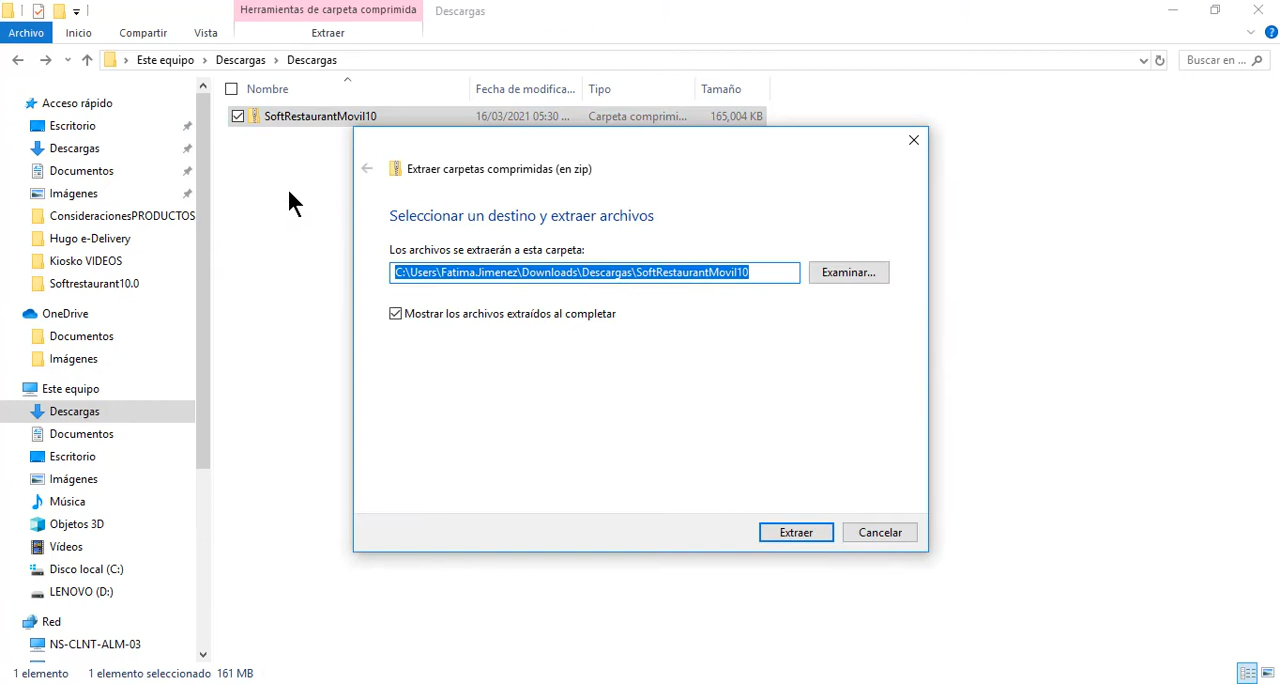 Herramientas de carpeta comprimida
Descargas
Archivo
Inicio
Compartir
Vista
Extraer
Este equipo > Descargas > Descargas
Buscar en ...
Nombre
Fecha de modifica...
Tipo
Tamaño
SoftRestaurantMovil10
16/03/2021 05:30 ...
Carpeta comprimi...
165,004 KB
Acceso rápido
Escritorio
Descargas
Documentos
Imágenes
ConsideracionesPRODUCTOS
Hugo e-Delivery
Kiosko VIDEOS
Softrestaurant10.0
OneDrive
Documentos
Imágenes
Este equipo
Descargas
Documentos
Escritorio
Imágenes
Música
Objetos 3D
Vídeos
Disco local (C:)
LENOVO (D:)
Red
NS-CLNT-ALM-03
Extraer carpetas comprimidas (en zip)
Seleccionar un destino y extraer archivos
Los archivos se extraerán a esta carpeta:
C:\Users\Fatima.Jimenez\Downloads\Descargas\SoftRestaurantMovil10
Examinar...
Mostrar los archivos extraídos al completar
Extraer
Cancelar
1 elemento
1 elemento seleccionado 161 MB